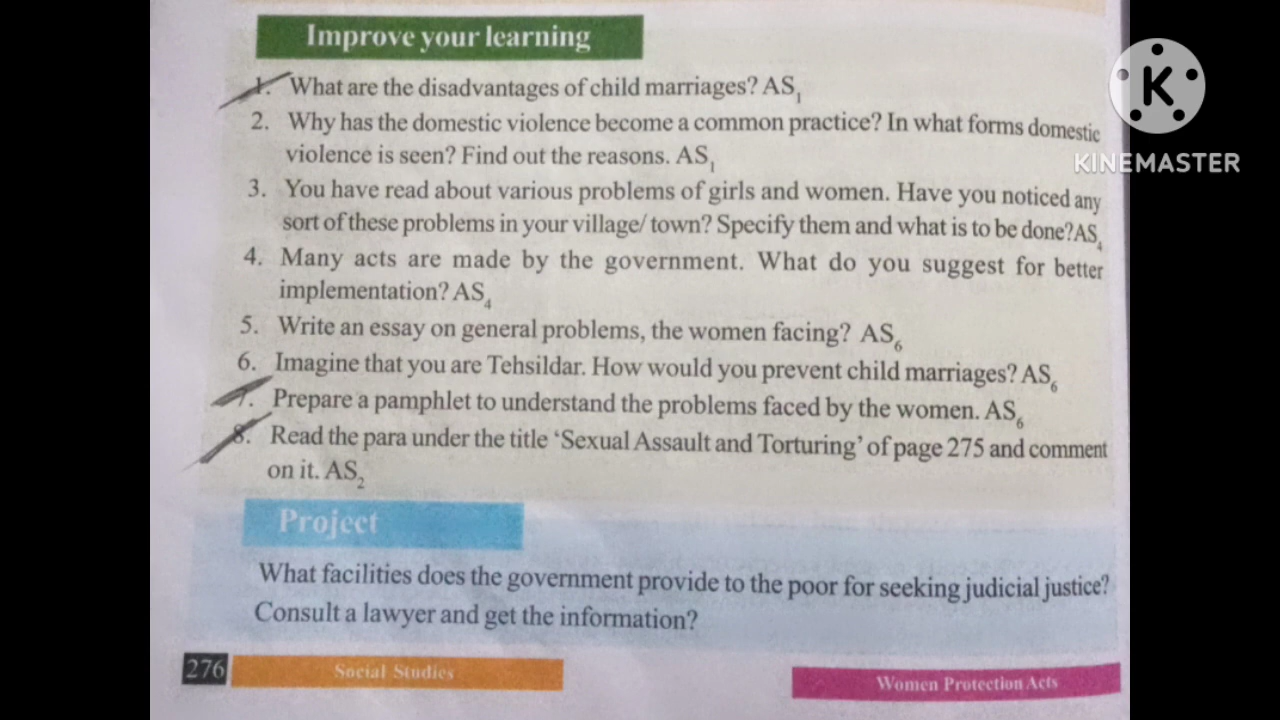 Improve your learning
1. What are the disadvantages of child marriages? AS1
2. Why has the domestic violence become a common practice? In what forms domestic
violence is seen? Find out the reasons. AS1
3. You have read about various problems of girls and women. Have you noticed any
sort of these problems in your village/ town? Specify them and what is to be done?AS4
4. Many acts are made by the government. What do you suggest for better
implementation? AS4
5. Write an essay on general problems, the women facing? AS6
6. Imagine that you are Tehsildar. How would you prevent child marriages? AS6
7. Prepare a pamphlet to understand the problems faced by the women. AS6
8. Read the para under the title ‘Sexual Assault and Torturing’ of page 275 and comment
on it. AS2
Project
What facilities does the government provide to the poor for seeking judicial justice?
Consult a lawyer and get the information?
276 Social Studies Women Protection Acts
K
KINEMASTER